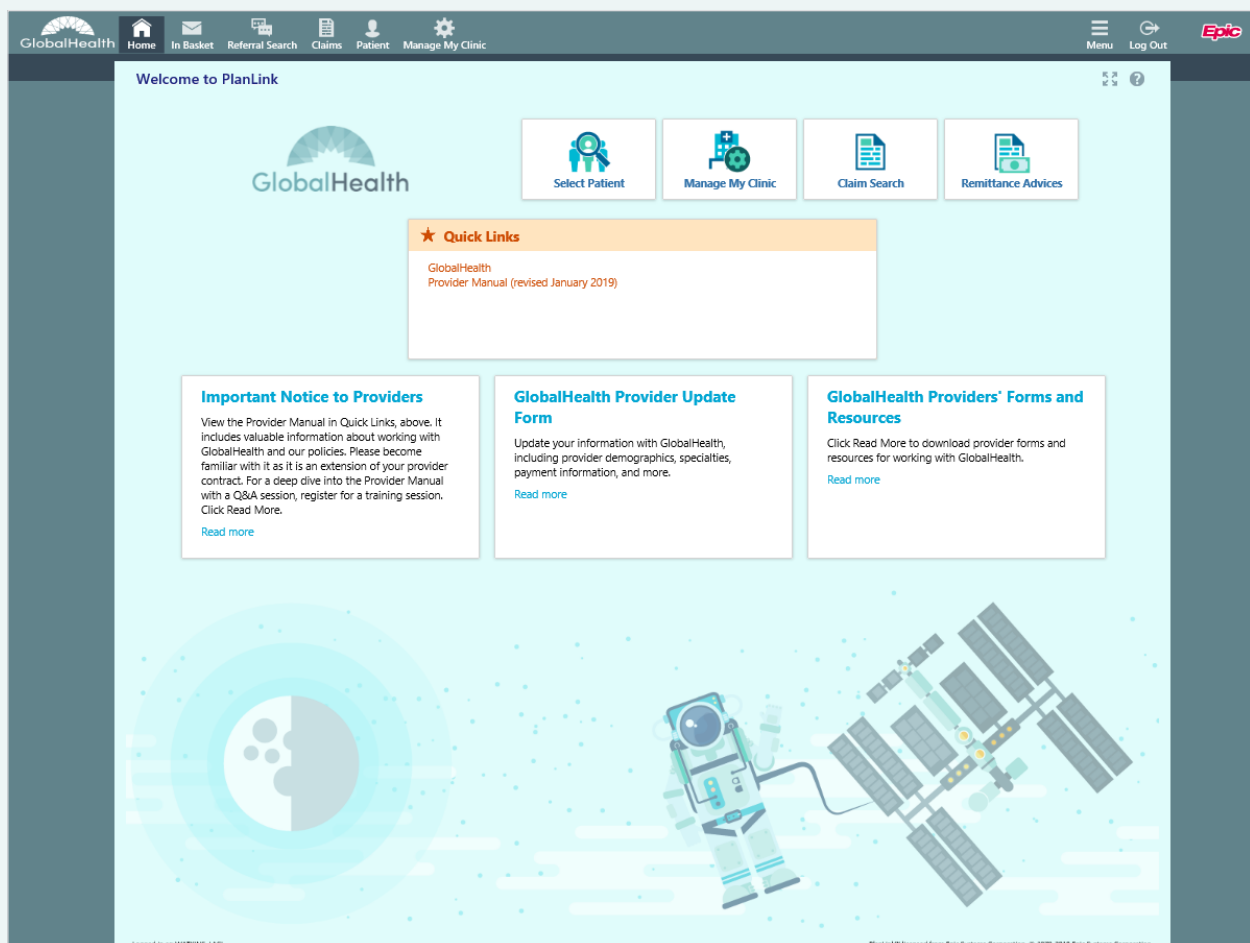 GlobalHealth
Home
In Basket
Referral Search
Claims
Patient
Manage My Clinic
Menu
Log Out
Epic
Welcome to PlanLink
GlobalHealth
Select Patient
Manage My Clinic
Claim Search
Remittance Advices
Quick Links
GlobalHealth
Provider Manual (revised January 2019)
Important Notice to Providers
View the Provider Manual in Quick Links, above. It
includes valuable information about working with
GlobalHealth and our policies. Please become
familiar with it as it is an extension of your provider
contract. For a deep dive into the Provider Manual
with a Q&A session, register for a training session.
Click Read More.
Read more
GlobalHealth Provider Update
Form
Update your information with GlobalHealth,
including provider demographics, specialties,
payment information, and more.
Read more
GlobalHealth Providers' Forms and
Resources
Click Read More to download provider forms and
resources for working with GlobalHealth.
Read more